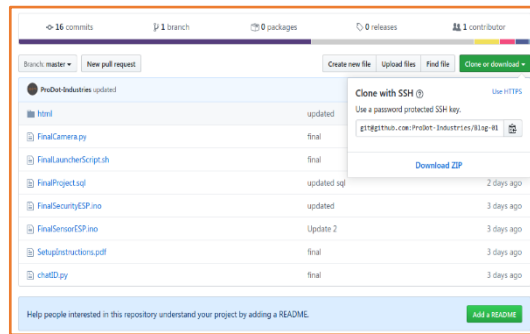 16 commits 1 branch 0 packages 0 releases 1 contributor
Branch: master New pull request Create new file Upload files Find file Clone or download
ProDot-Industries updated
html updated
FinalCamera.py final
FinalLauncherScript.sh final
FinalProject.sql updated sql 2 days ago
FinalSecurityESP.ino updated 3 days ago
FinalSensorESP.ino Update 2 3 days ago
SetupInstructions.pdf final 3 days ago
chatID.py final 3 days ago
Clone with SSH Use HTTPS
Use a password protected SSH key.
git@github.com:ProDot-Industries/Blog-01
Download ZIP
Help people interested in this repository understand your project by adding a README. Add a README